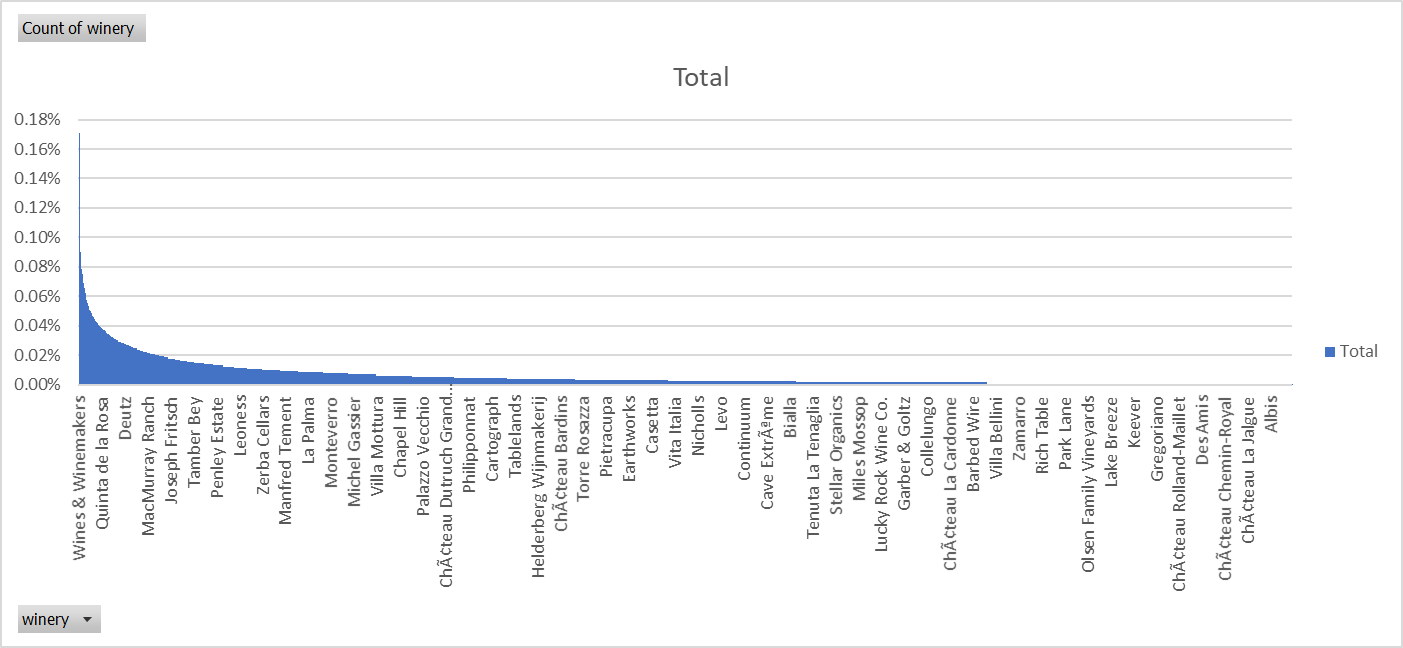 Count of winery
Total
0.18%
0.16%
0.14%
0.12%
0.10%
0.08%
0.06%
0.04%
0.02%
0.00%
Total
Wines & Winemakers
Quinta de la Rosa
Deutz
MacMurray Ranch
Joseph Fritsch
Tamber Bey
Penley Estate
Leoness
Zerba Cellars
Manfred Tement
La Palma
Monteverro
Michel Gassier
Villa Mottura
Chapel Hill
Palazzo Vecchio
ChÃ¢teau Dutruch Grand...
Philipponnat
Cartograph
Tablelands
Helderberg Wijnmakerij
ChÃ¢teau Bardins
Torre Rosazza
Pietracupa
Earthworks
Casetta
Vita Italia
Nicholls
Levo
Continuum
Cave ExtrÃªme
Bialla
Tenuta La Tenaglia
Stellar Organics
Miles Mossop
Lucky Rock Wine Co.
Garber & Goltz
Collelungo
ChÃ¢teau La Cardonne
Barbed Wire
Villa Bellini
Zamarro
Rich Table
Park Lane
Olsen Family Vineyards
Lake Breeze
Keever
Gregoriano
ChÃ¢teau Rolland-Maillet
Des Amis
ChÃ¢teau Chemin-Royal
ChÃ¢teau La Jalgue
Albis
winery